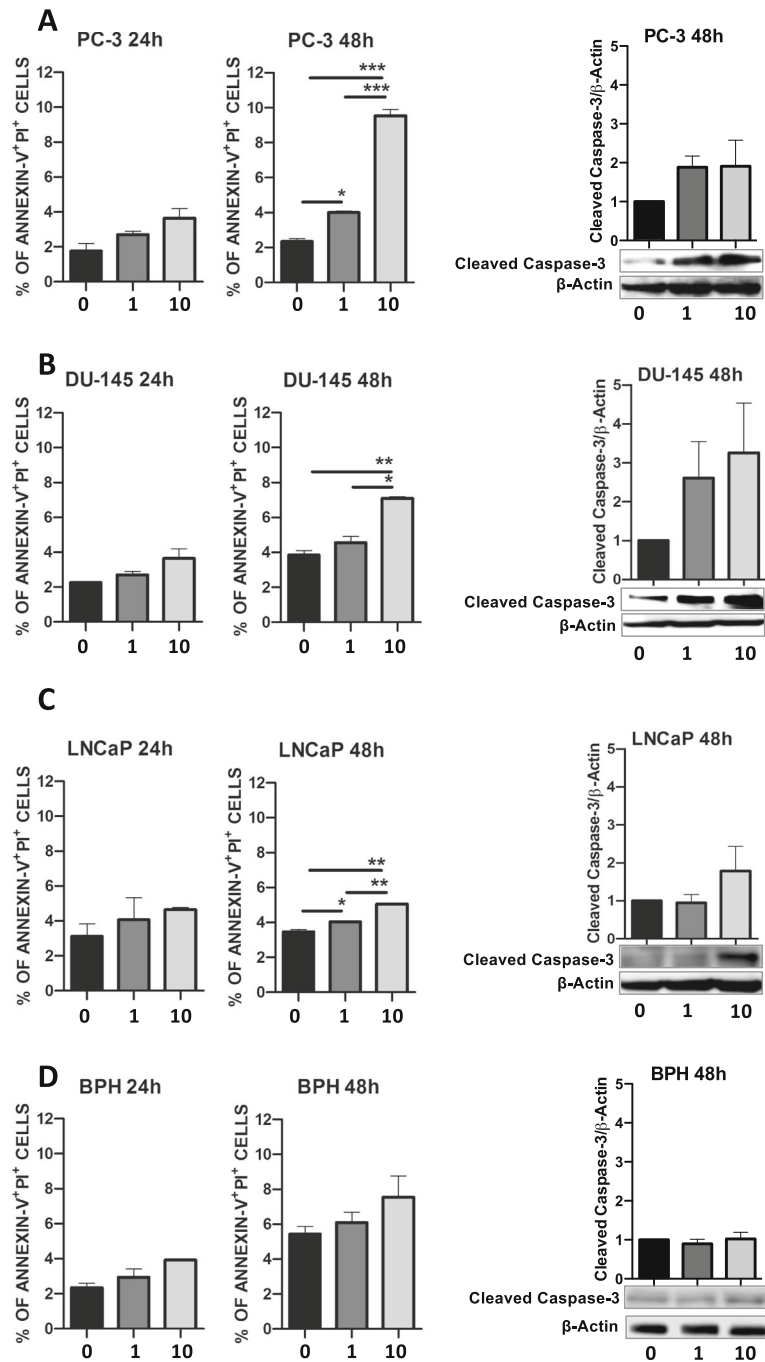 A
PC-3 24h
% OF ANNEXIN-V⁺PI⁺ CELLS
12
10
8
6
4
2
0
0 1 10
PC-3 48h
% OF ANNEXIN-V⁺PI⁺ CELLS
12
10
8
6
4
2
0
***
***
*
0 1 10
PC-3 48h
Cleaved Caspase-3/β-Actin
5
4
3
2
1
0
Cleaved Caspase-3
β-Actin
0 1 10
B
DU-145 24h
% OF ANNEXIN-V⁺PI⁺ CELLS
12
10
8
6
4
2
0
0 1 10
DU-145 48h
% OF ANNEXIN-V⁺PI⁺ CELLS
12
10
8
6
4
2
0
**
*
0 1 10
DU-145 48h
Cleaved Caspase-3/β-Actin
5
4
3
2
1
0
Cleaved Caspase-3
β-Actin
0 1 10
C
LNCaP 24h
% OF ANNEXIN-V⁺PI⁺ CELLS
12
10
8
6
4
2
0
0 1 10
LNCaP 48h
% OF ANNEXIN-V⁺PI⁺ CELLS
12
10
8
6
4
2
0
**
**
*
0 1 10
LNCaP 48h
Cleaved Caspase-3/β-Actin
5
4
3
2
1
0
Cleaved Caspase-3
β-Actin
0 1 10
D
BPH 24h
% OF ANNEXIN-V⁺PI⁺ CELLS
12
10
8
6
4
2
0
0 1 10
BPH 48h
% OF ANNEXIN-V⁺PI⁺ CELLS
12
10
8
6
4
2
0
0 1 10
BPH 48h
Cleaved Caspase-3/β-Actin
5
4
3
2
1
0
Cleaved Caspase-3
β-Actin
0 1 10